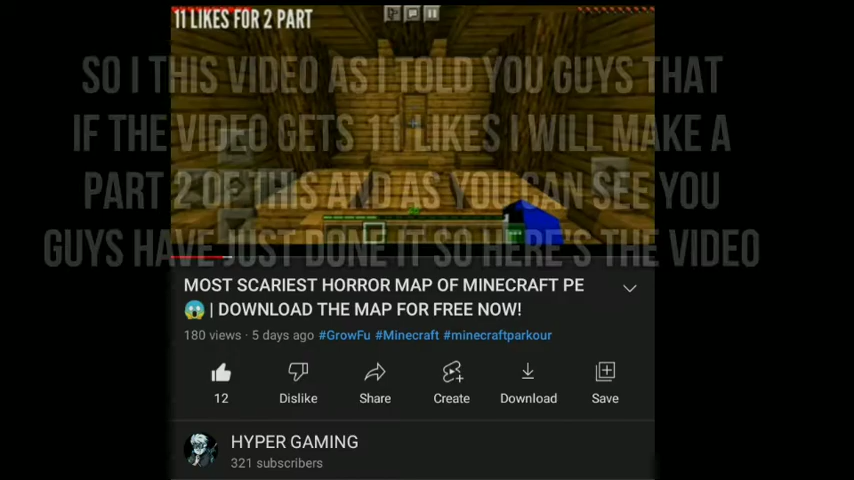 11 LIKES FOR 2 PART
SO I THIS VIDEO AS I TOLD YOU GUYS THAT
IF THE VIDEO GETS 11 LIKES I WILL MAKE A
PART 2 OF THIS AND AS YOU CAN SEE YOU
GUYS HAVE JUST DONE IT SO HERE'S THE VIDEO
MOST SCARIEST HORROR MAP OF MINECRAFT PE
😱 | DOWNLOAD THE MAP FOR FREE NOW!
180 views · 5 days ago #GrowFu #Minecraft #minecraftparkour
12 Dislike Share Create Download Save
HYPER GAMING
321 subscribers